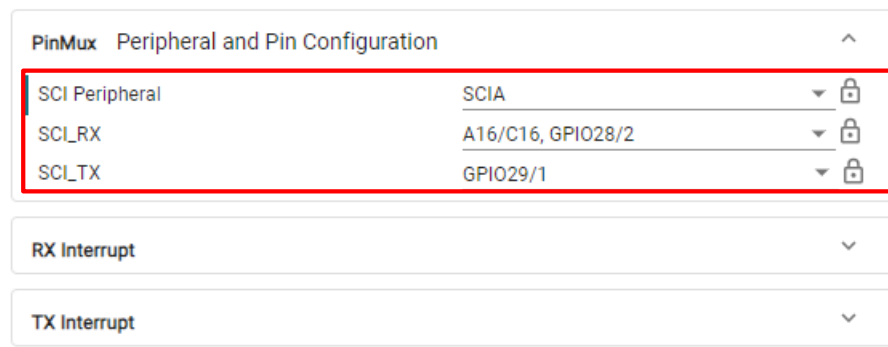 PinMux Peripheral and Pin Configuration
SCI Peripheral SCIA
SCI_RX A16/C16, GPIO28/2
SCI_TX GPIO29/1
RX Interrupt
TX Interrupt